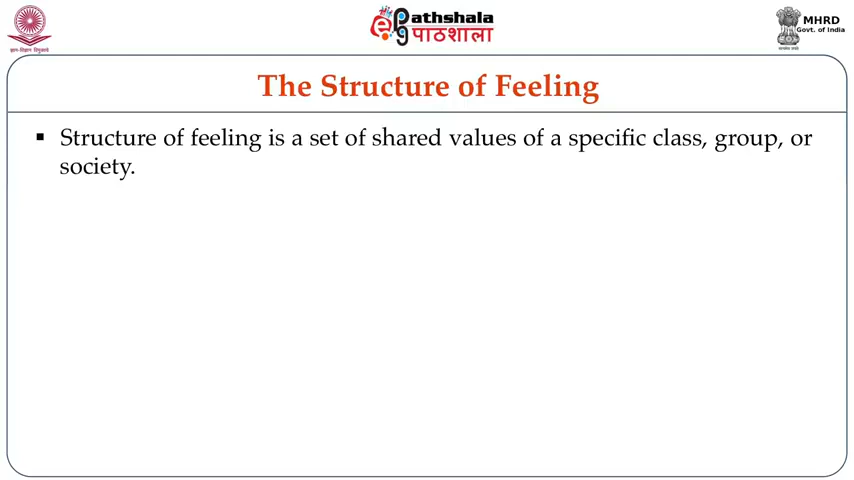 ePathshala
पाठशाला
MHRD
Govt. of India
The Structure of Feeling
▪ Structure of feeling is a set of shared values of a specific class, group, or
society.